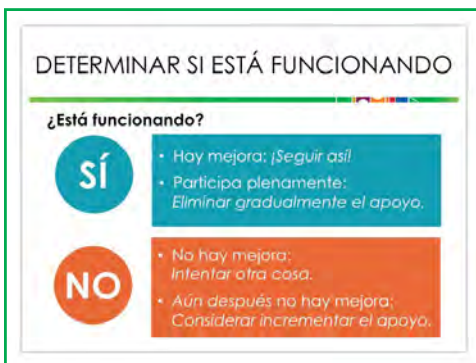 DETERMINAR SI ESTÁ FUNCIONANDO
¿Está funcionando?
SÍ
• Hay mejora: ¡Seguir así!
• Participa plenamente:
Eliminar gradualmente el apoyo.
NO
• No hay mejora:
Intentar otra cosa.
• Aún después no hay mejora:
Considerar incrementar el apoyo.